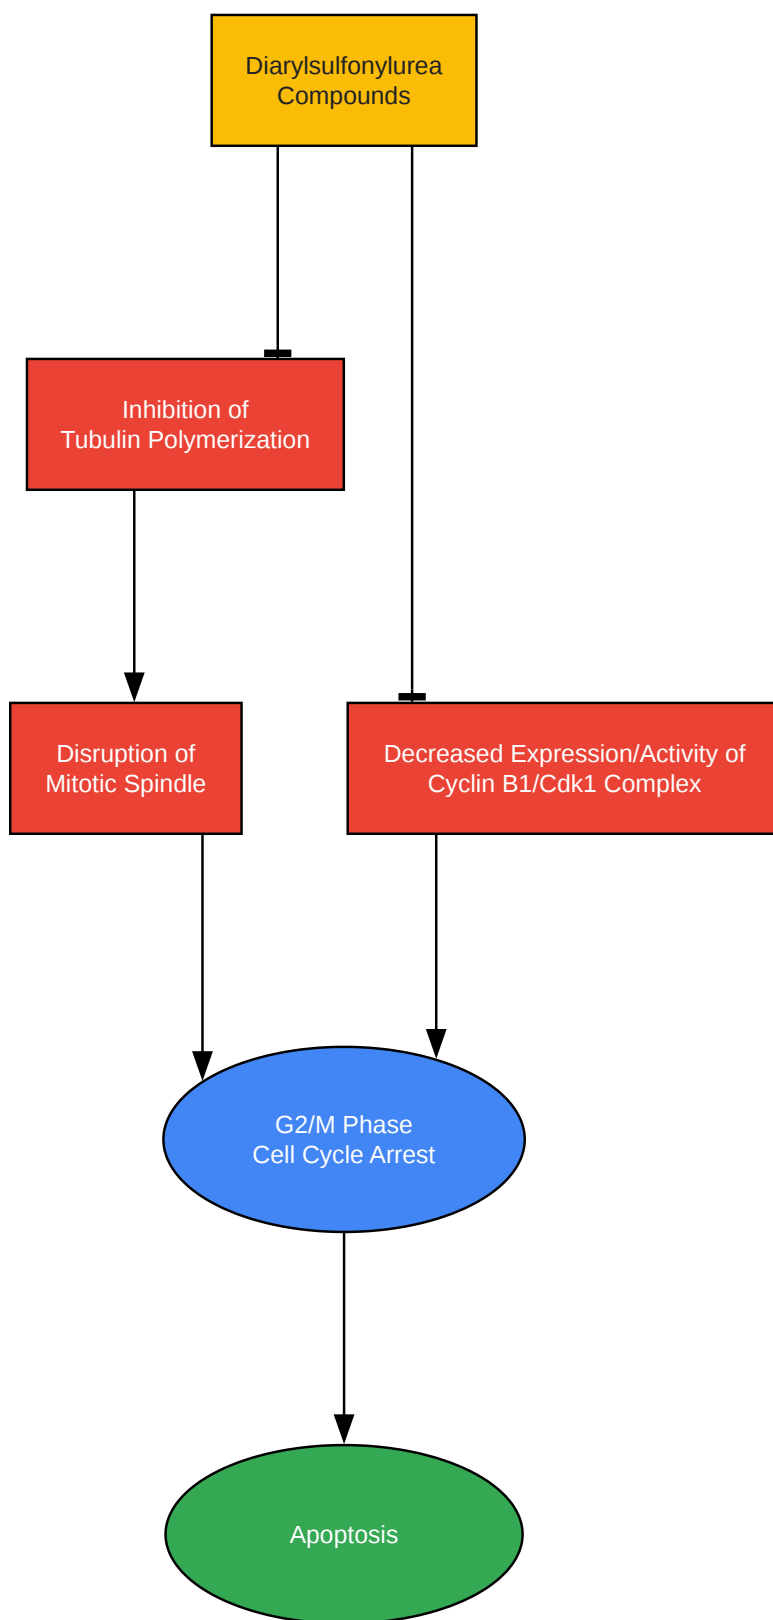 Diarylsulfonylurea
Compounds
Inhibition of
Tubulin Polymerization
Disruption of
Mitotic Spindle
Decreased Expression/Activity of
Cyclin B1/Cdk1 Complex
G2/M Phase
Cell Cycle Arrest
Apoptosis